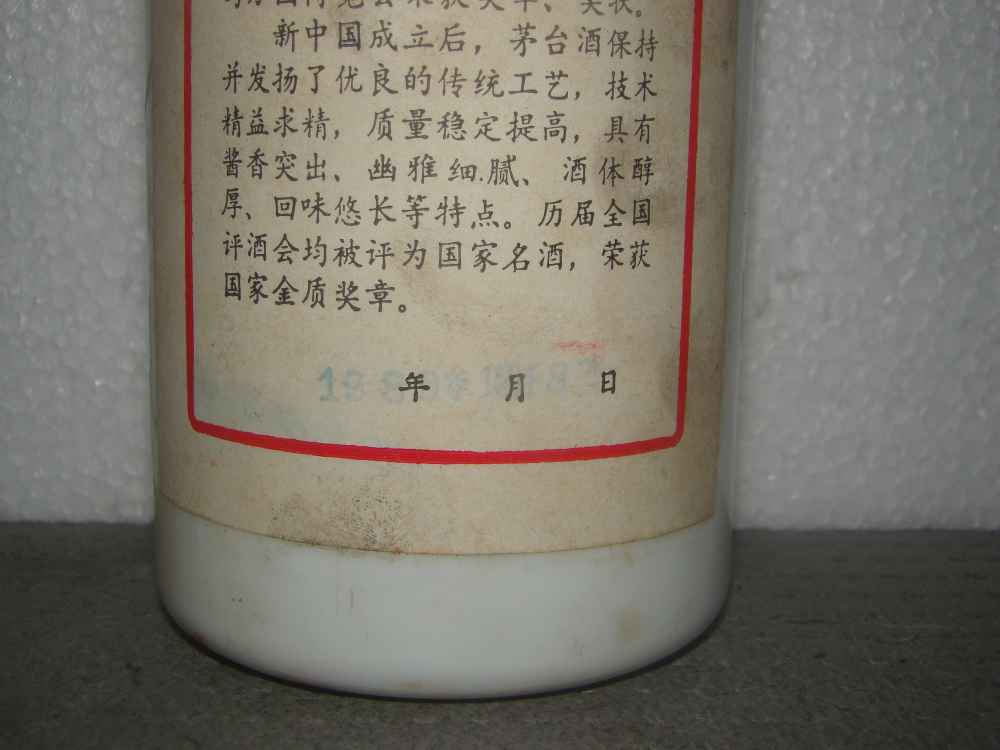 新中国成立后，茅台酒保持
并发扬了优良的传统工艺，技术
精益求精，质量稳定提高，具有
酱香突出、幽雅细腻、酒体醇
厚、回味悠长等特点。历届全国
评酒会均被评为国家名酒，荣获
国家金质奖章。
年 月 日